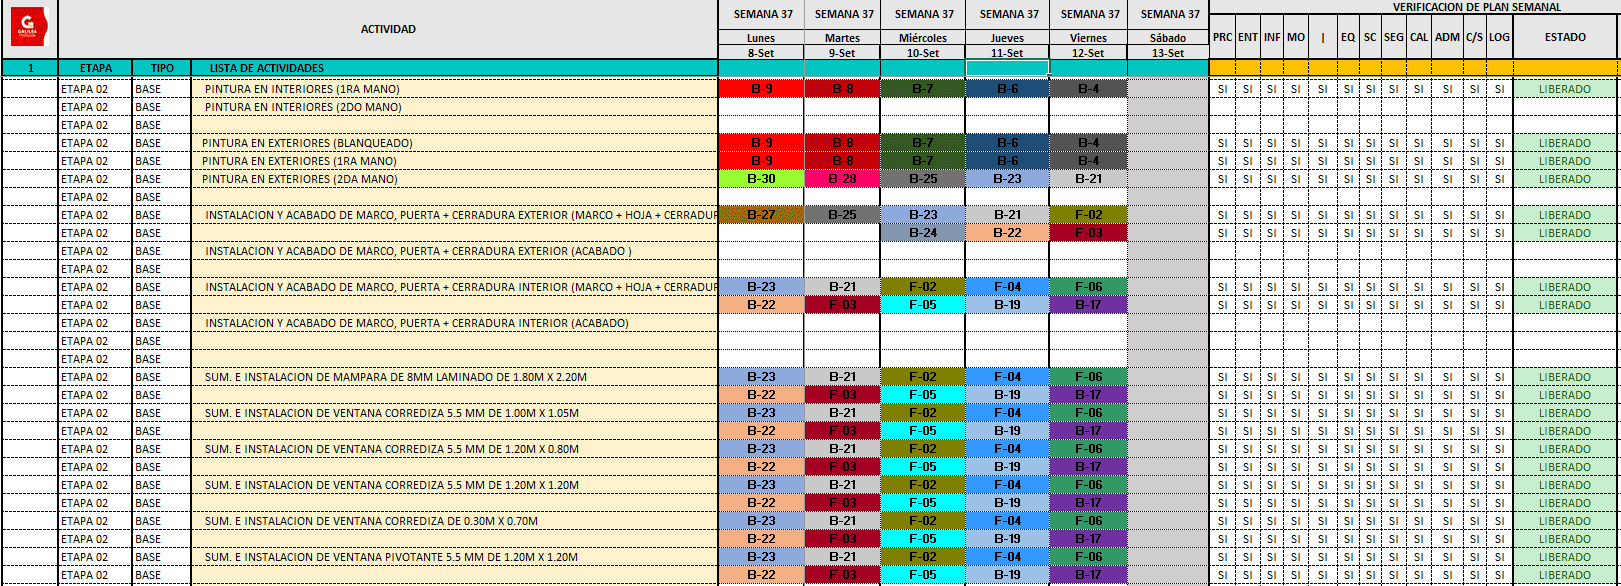 G
GALILEA
ACTIVIDAD
SEMANA 37 SEMANA 37 SEMANA 37 SEMANA 37 SEMANA 37 SEMANA 37
VERIFICACION DE PLAN SEMANAL
Lunes Martes Miércoles Jueves Viernes Sábado
PRC ENT INF MO | EQ SC SEG CAL ADM C/S LOG ESTADO
8-Set 9-Set 10-Set 11-Set 12-Set 13-Set
1 ETAPA TIPO LISTA DE ACTIVIDADES
ETAPA 02 BASE PINTURA EN INTERIORES (1RA MANO) B-9 B-8 B-7 B-6 B-4 SI SI SI SI SI SI SI SI SI SI SI SI LIBERADO
ETAPA 02 BASE PINTURA EN INTERIORES (2DO MANO)
ETAPA 02 BASE
ETAPA 02 BASE PINTURA EN EXTERIORES (BLANQUEADO) B-9 B-8 B-7 B-6 B-4 SI SI SI SI SI SI SI SI SI SI SI SI LIBERADO
ETAPA 02 BASE PINTURA EN EXTERIORES (1RA MANO) B-9 B-8 B-7 B-6 B-4 SI SI SI SI SI SI SI SI SI SI SI SI LIBERADO
ETAPA 02 BASE PINTURA EN EXTERIORES (2DA MANO) B-30 B-28 B-25 B-23 B-21 SI SI SI SI SI SI SI SI SI SI SI SI LIBERADO
ETAPA 02 BASE
ETAPA 02 BASE INSTALACION Y ACABADO DE MARCO, PUERTA + CERRADURA EXTERIOR (MARCO + HOJA + CERRADUR B-27 B-25 B-23 B-21 F-02 SI SI SI SI SI SI SI SI SI SI SI SI LIBERADO
ETAPA 02 BASE B-24 B-22 F-03 SI SI SI SI SI SI SI SI SI SI SI SI LIBERADO
ETAPA 02 BASE INSTALACION Y ACABADO DE MARCO, PUERTA + CERRADURA EXTERIOR (ACABADO )
ETAPA 02 BASE
ETAPA 02 BASE INSTALACION Y ACABADO DE MARCO, PUERTA + CERRADURA INTERIOR (MARCO + HOJA + CERRADUR B-23 B-21 F-02 F-04 F-06 SI SI SI SI SI SI SI SI SI SI SI SI LIBERADO
ETAPA 02 BASE B-22 F-03 F-05 B-19 B-17 SI SI SI SI SI SI SI SI SI SI SI SI LIBERADO
ETAPA 02 BASE INSTALACION Y ACABADO DE MARCO, PUERTA + CERRADURA INTERIOR (ACABADO)
ETAPA 02 BASE
ETAPA 02 BASE
ETAPA 02 BASE SUM. E INSTALACION DE MAMPARA DE 8MM LAMINADO DE 1.80M X 2.20M B-23 B-21 F-02 F-04 F-06 SI SI SI SI SI SI SI SI SI SI SI SI LIBERADO
ETAPA 02 BASE B-22 F-03 F-05 B-19 B-17 SI SI SI SI SI SI SI SI SI SI SI SI LIBERADO
ETAPA 02 BASE SUM. E INSTALACION DE VENTANA CORREDIZA 5.5 MM DE 1.00M X 1.05M B-23 B-21 F-02 F-04 F-06 SI SI SI SI SI SI SI SI SI SI SI SI LIBERADO
ETAPA 02 BASE B-22 F-03 F-05 B-19 B-17 SI SI SI SI SI SI SI SI SI SI SI SI LIBERADO
ETAPA 02 BASE SUM. E INSTALACION DE VENTANA CORREDIZA 5.5 MM DE 1.20M X 0.80M B-23 B-21 F-02 F-04 F-06 SI SI SI SI SI SI SI SI SI SI SI SI LIBERADO
ETAPA 02 BASE B-22 F-03 F-05 B-19 B-17 SI SI SI SI SI SI SI SI SI SI SI SI LIBERADO
ETAPA 02 BASE SUM. E INSTALACION DE VENTANA CORREDIZA 5.5 MM DE 1.20M X 1.20M B-23 B-21 F-02 F-04 F-06 SI SI SI SI SI SI SI SI SI SI SI SI LIBERADO
ETAPA 02 BASE B-22 F-03 F-05 B-19 B-17 SI SI SI SI SI SI SI SI SI SI SI SI LIBERADO
ETAPA 02 BASE SUM. E INSTALACION DE VENTANA CORREDIZA DE 0.30M X 0.70M B-23 B-21 F-02 F-04 F-06 SI SI SI SI SI SI SI SI SI SI SI SI LIBERADO
ETAPA 02 BASE B-22 F-03 F-05 B-19 B-17 SI SI SI SI SI SI SI SI SI SI SI SI LIBERADO
ETAPA 02 BASE SUM. E INSTALACION DE VENTANA PIVOTANTE 5.5 MM DE 1.20M X 1.20M B-23 B-21 F-02 F-04 F-06 SI SI SI SI SI SI SI SI SI SI SI SI LIBERADO
ETAPA 02 BASE B-22 F-03 F-05 B-19 B-17 SI SI SI SI SI SI SI SI SI SI SI SI LIBERADO